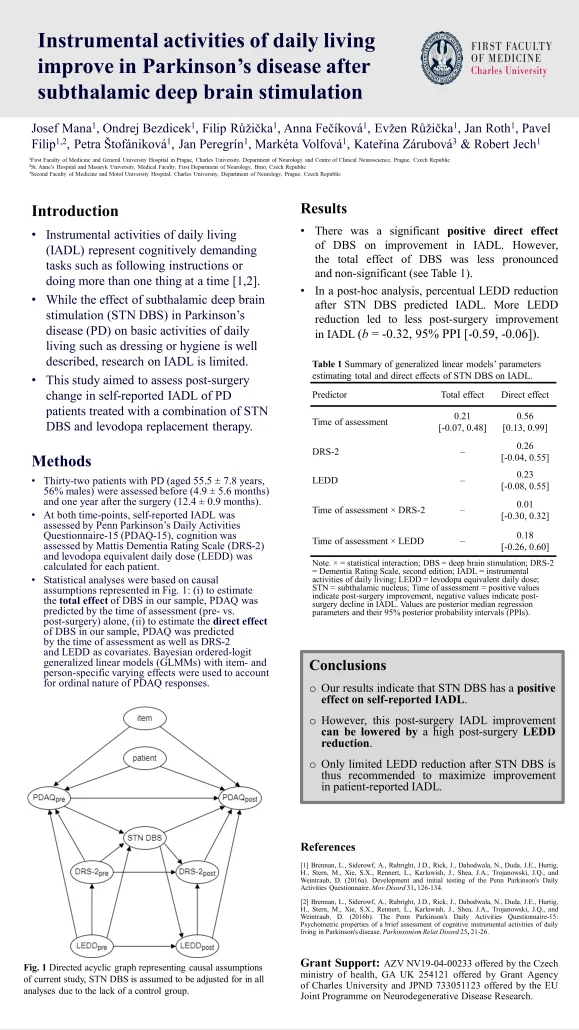 Instrumental activities of daily living
improve in Parkinson's disease after
subthalamic deep brain stimulation
FIRST FACULTY
OF MEDICINE
Charles University
Josef Mana1, Ondrej Bezdicek1, Filip Růžička1, Anna Fečíková1, Evžen Růžička1, Jan Roth1, Pavel
Filip1,2, Petra Štofániková1, Jan Peregrín1, Markéta Volfová1, Kateřina Zárubová3 & Robert Jech1
1First Faculty of Medicine and General University Hospital in Prague, Charles University, Department of Neurology and Centre of Clinical Neuroscience, Prague, Czech Republic
2St. Anne's Hospital and Masaryk University, Medical Faculty, First Department of Neurology, Brno, Czech Republic
3Second Faculty of Medicine and Motol University Hospital, Charles University, Department of Neurology, Prague, Czech Republic
Introduction
• Instrumental activities of daily living
(IADL) represent cognitively demanding
tasks such as following instructions or
doing more than one thing at a time [1,2].
• While the effect of subthalamic deep brain
stimulation (STN DBS) in Parkinson's
disease (PD) on basic activities of daily
living such as dressing or hygiene is well
described, research on IADL is limited.
• This study aimed to assess post-surgery
change in self-reported IADL of PD
patients treated with a combination of STN
DBS and levodopa replacement therapy.
Methods
• Thirty-two patients with PD (aged 55.5 ± 7.8 years,
56% males) were assessed before (4.9 ± 5.6 months)
and one year after the surgery (12.4 ± 0.9 months).
• At both time-points, self-reported IADL was
assessed by Penn Parkinson's Daily Activities
Questionnaire-15 (PDAQ-15), cognition was
assessed by Mattis Dementia Rating Scale (DRS-2)
and levodopa equivalent daily dose (LEDD) was
calculated for each patient.
• Statistical analyses were based on causal
assumptions represented in Fig. 1: (i) to estimate
the total effect of DBS in our sample, PDAQ was
predicted by the time of assessment (pre- vs.
post-surgery) alone, (ii) to estimate the direct effect
of DBS in our sample, PDAQ was predicted
by the time of assessment as well as DRS-2
and LEDD as covariates. Bayesian ordered-logit
generalized linear models (GLMMs) with item- and
person-specific varying effects were used to account
for ordinal nature of PDAQ responses.
item
patient
PDAQpre
PDAQpost
STN DBS
DRS-2pre
DRS-2post
LEDDpre
LEDDpost
Fig. 1 Directed acyclic graph representing causal assumptions
of current study, STN DBS is assumed to be adjusted for in all
analyses due to the lack of a control group.
Results
• There was a significant positive direct effect
of DBS on improvement in IADL. However,
the total effect of DBS was less pronounced
and non-significant (see Table 1).
• In a post-hoc analysis, percentual LEDD reduction
after STN DBS predicted IADL. More LEDD
reduction led to less post-surgery improvement
in IADL (b = -0.32, 95% PPI [-0.59, -0.06]).
Table 1 Summary of generalized linear models' parameters
estimating total and direct effects of STN DBS on IADL.
Predictor Total effect Direct effect
Time of assessment 0.21 0.56
[-0.07, 0.48] [0.13, 0.99]
DRS-2 – 0.26
[-0.04, 0.55]
LEDD – 0.23
[-0.08, 0.55]
Time of assessment × DRS-2 – 0.01
[-0.30, 0.32]
Time of assessment × LEDD – 0.18
[-0.26, 0.60]
Note. × = statistical interaction; DBS = deep brain stimulation; DRS-2
= Dementia Rating Scale, second edition; IADL = instrumental
activities of daily living; LEDD = levodopa equivalent daily dose;
STN = subthalamic nucleus; Time of assessment = positive values
indicate post-surgery improvement, negative values indicate post-
surgery decline in IADL. Values are posterior median regression
parameters and their 95% posterior probability intervals (PPIs).
Conclusions
o Our results indicate that STN DBS has a positive
effect on self-reported IADL.
o However, this post-surgery IADL improvement
can be lowered by a high post-surgery LEDD
reduction.
o Only limited LEDD reduction after STN DBS is
thus recommended to maximize improvement
in patient-reported IADL.
References
[1] Brennan, L., Siderowf, A., Rubright, J.D., Rick, J., Dahodwala, N., Duda, J.E., Hurtig,
H., Stern, M., Xie, S.X., Rennert, L., Karlawish, J., Shea, J.A., Trojanowski, J.Q., and
Weintraub, D. (2016a). Development and initial testing of the Penn Parkinson's Daily
Activities Questionnaire. Mov Disord 31, 126-134.
[2] Brennan, L., Siderowf, A., Rubright, J.D., Rick, J., Dahodwala, N., Duda, J.E., Hurtig,
H., Stern, M., Xie, S.X., Rennert, L., Karlawish, J., Shea, J.A., Trojanowski, J.Q., and
Weintraub, D. (2016b). The Penn Parkinson's Daily Activities Questionnaire-15:
Psychometric properties of a brief assessment of cognitive instrumental activities of daily
living in Parkinson's disease. Parkinsonism Relat Disord 25, 21-26.
Grant Support: AZV NV19-04-00233 offered by the Czech
ministry of health, GA UK 254121 offered by Grant Agency
of Charles University and JPND 733051123 offered by the EU
Joint Programme on Neurodegenerative Disease Research.